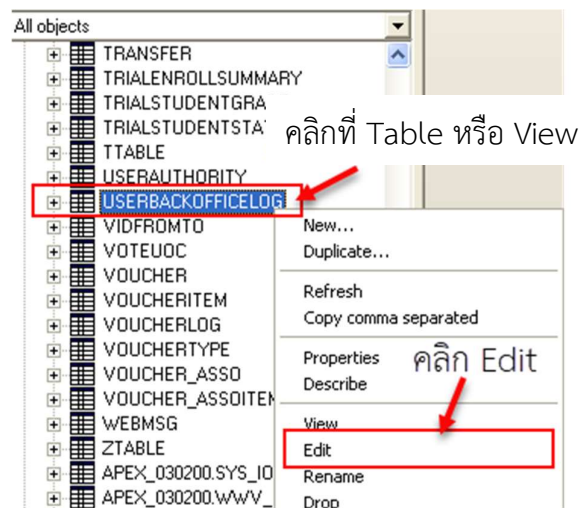 All objects
TRANSFER
TRIALENROLLSUMMARY
TRIALSTUDENTGRA
TRIALSTUDENTSTA
คลิกที่ Table หรือ View
TTABLE
USERAUTHORITY
USERBACKOFFICELOG
VIDFROMTO
VOTEUOC
VOUCHER
VOUCHERITEM
VOUCHERLOG
VOUCHERTYPE
VOUCHER_ASSO
VOUCHER_ASSOITEM
WEBMSG
ZTABLE
APEX_030200.SYS_IO
APEX_030200.WWV_
New...
Duplicate...
Refresh
Copy comma separated
Properties
คลิก Edit
Describe
View
Edit
Rename
Drop